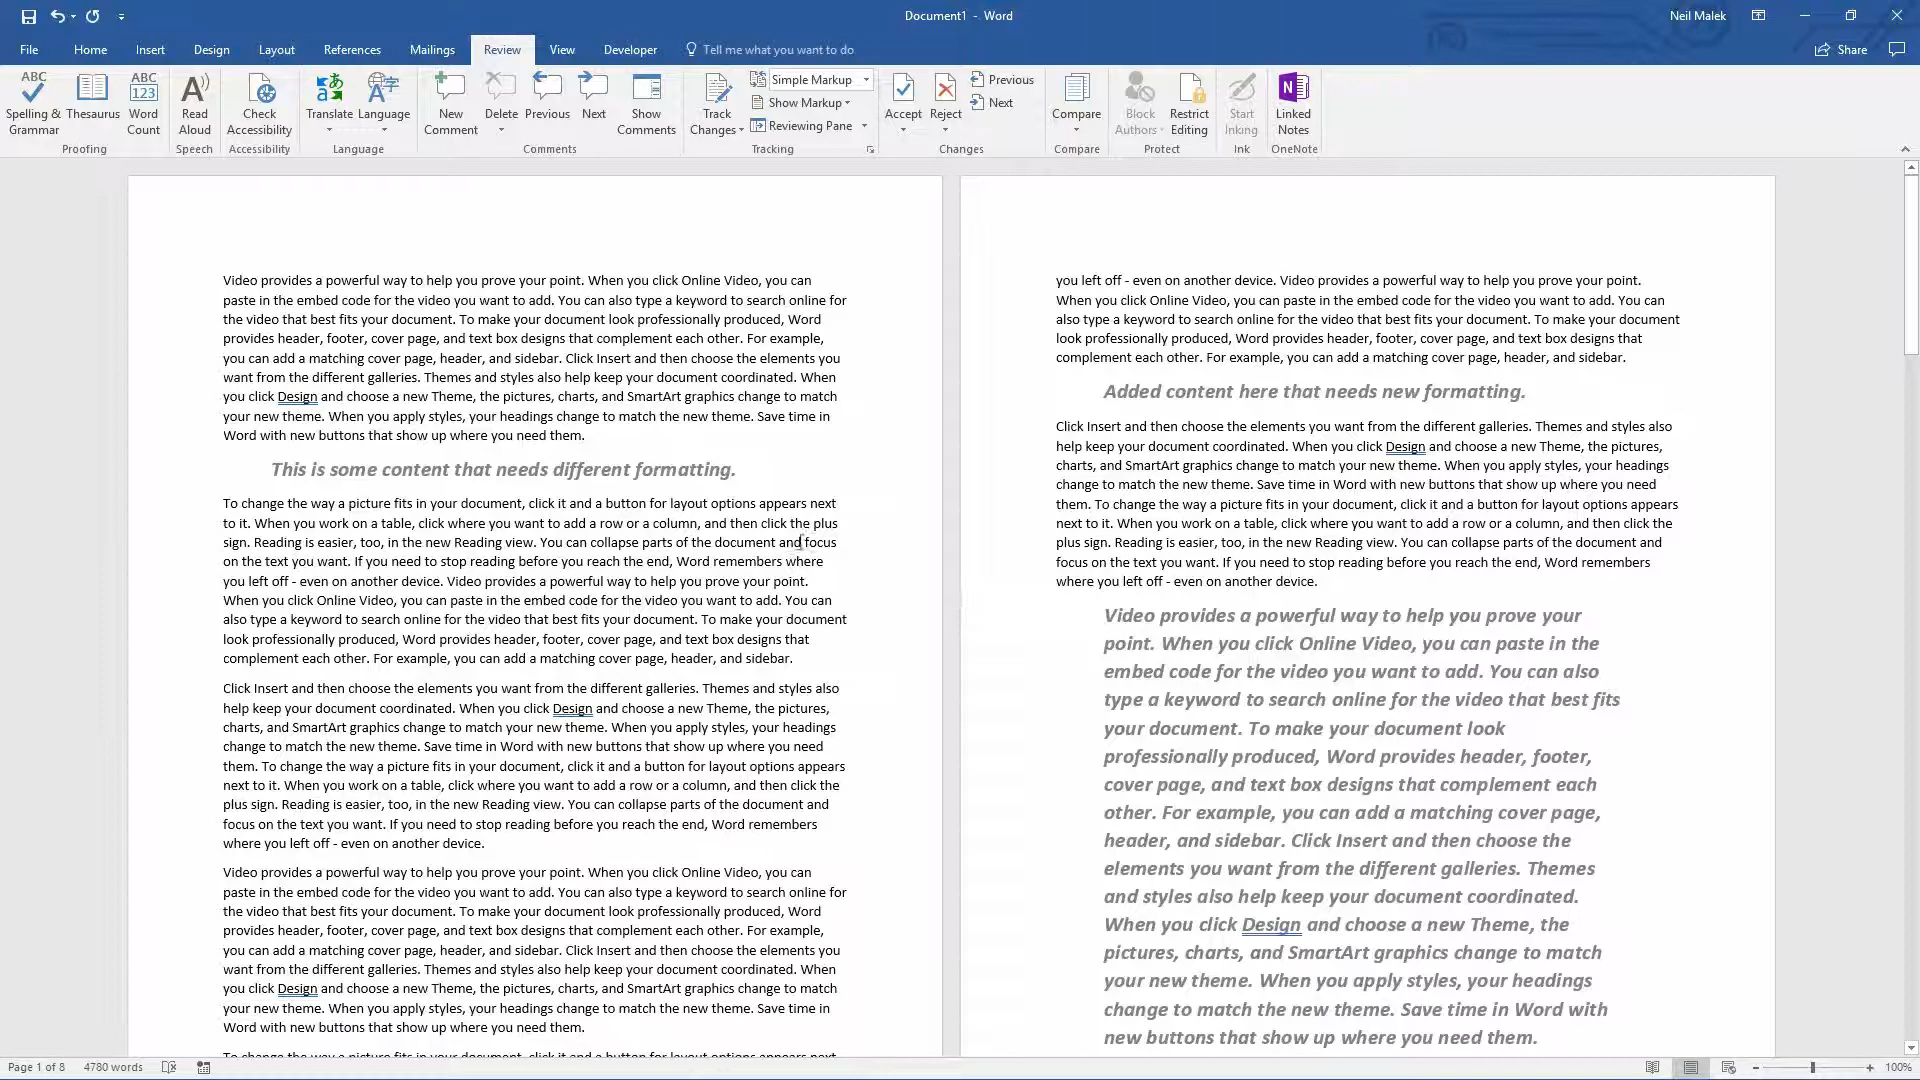 Document1 - Word
Neil Malek
File Home Insert Design Layout References Mailings Review View Developer Tell me what you want to do Share
Spelling & Grammar
Thesaurus
Word Count
Read Aloud
Check Accessibility
Translate
Language
New Comment
Delete
Previous
Next
Show Comments
Track Changes
Simple Markup
Show Markup
Reviewing Pane
Accept
Reject
Previous
Next
Compare
Block Authors
Restrict Editing
Start Inking
Linked Notes
Proofing Speech Accessibility Language Comments Tracking Changes Compare Protect Ink OneNote
Video provides a powerful way to help you prove your point. When you click Online Video, you can
paste in the embed code for the video you want to add. You can also type a keyword to search online for
the video that best fits your document. To make your document look professionally produced, Word
provides header, footer, cover page, and text box designs that complement each other. For example,
you can add a matching cover page, header, and sidebar. Click Insert and then choose the elements you
want from the different galleries. Themes and styles also help keep your document coordinated. When
you click Design and choose a new Theme, the pictures, charts, and SmartArt graphics change to match
your new theme. When you apply styles, your headings change to match the new theme. Save time in
Word with new buttons that show up where you need them.
This is some content that needs different formatting.
To change the way a picture fits in your document, click it and a button for layout options appears next
to it. When you work on a table, click where you want to add a row or a column, and then click the plus
sign. Reading is easier, too, in the new Reading view. You can collapse parts of the document and focus
on the text you want. If you need to stop reading before you reach the end, Word remembers where
you left off - even on another device. Video provides a powerful way to help you prove your point.
When you click Online Video, you can paste in the embed code for the video you want to add. You can
also type a keyword to search online for the video that best fits your document. To make your document
look professionally produced, Word provides header, footer, cover page, and text box designs that
complement each other. For example, you can add a matching cover page, header, and sidebar.
Click Insert and then choose the elements you want from the different galleries. Themes and styles also
help keep your document coordinated. When you click Design and choose a new Theme, the pictures,
charts, and SmartArt graphics change to match your new theme. When you apply styles, your headings
change to match the new theme. Save time in Word with new buttons that show up where you need
them. To change the way a picture fits in your document, click it and a button for layout options appears
next to it. When you work on a table, click where you want to add a row or a column, and then click the
plus sign. Reading is easier, too, in the new Reading view. You can collapse parts of the document and
focus on the text you want. If you need to stop reading before you reach the end, Word remembers
where you left off - even on another device.
Video provides a powerful way to help you prove your point. When you click Online Video, you can
paste in the embed code for the video you want to add. You can also type a keyword to search online for
the video that best fits your document. To make your document look professionally produced, Word
provides header, footer, cover page, and text box designs that complement each other. For example,
you can add a matching cover page, header, and sidebar. Click Insert and then choose the elements you
want from the different galleries. Themes and styles also help keep your document coordinated. When
you click Design and choose a new Theme, the pictures, charts, and SmartArt graphics change to match
your new theme. When you apply styles, your headings change to match the new theme. Save time in
Word with new buttons that show up where you need them.
To change the way a picture fits in your document, click it and a button for layout options appears next
you left off - even on another device. Video provides a powerful way to help you prove your point.
When you click Online Video, you can paste in the embed code for the video you want to add. You can
also type a keyword to search online for the video that best fits your document. To make your document
look professionally produced, Word provides header, footer, cover page, and text box designs that
complement each other. For example, you can add a matching cover page, header, and sidebar.
Added content here that needs new formatting.
Click Insert and then choose the elements you want from the different galleries. Themes and styles also
help keep your document coordinated. When you click Design and choose a new Theme, the pictures,
charts, and SmartArt graphics change to match your new theme. When you apply styles, your headings
change to match the new theme. Save time in Word with new buttons that show up where you need
them. To change the way a picture fits in your document, click it and a button for layout options appears
next to it. When you work on a table, click where you want to add a row or a column, and then click the
plus sign. Reading is easier, too, in the new Reading view. You can collapse parts of the document and
focus on the text you want. If you need to stop reading before you reach the end, Word remembers
where you left off - even on another device.
Video provides a powerful way to help you prove your
point. When you click Online Video, you can paste in the
embed code for the video you want to add. You can also
type a keyword to search online for the video that best fits
your document. To make your document look
professionally produced, Word provides header, footer,
cover page, and text box designs that complement each
other. For example, you can add a matching cover page,
header, and sidebar. Click Insert and then choose the
elements you want from the different galleries. Themes
and styles also help keep your document coordinated.
When you click Design and choose a new Theme, the
pictures, charts, and SmartArt graphics change to match
your new theme. When you apply styles, your headings
change to match the new theme. Save time in Word with
new buttons that show up where you need them.
Page 1 of 8 4780 words 100%